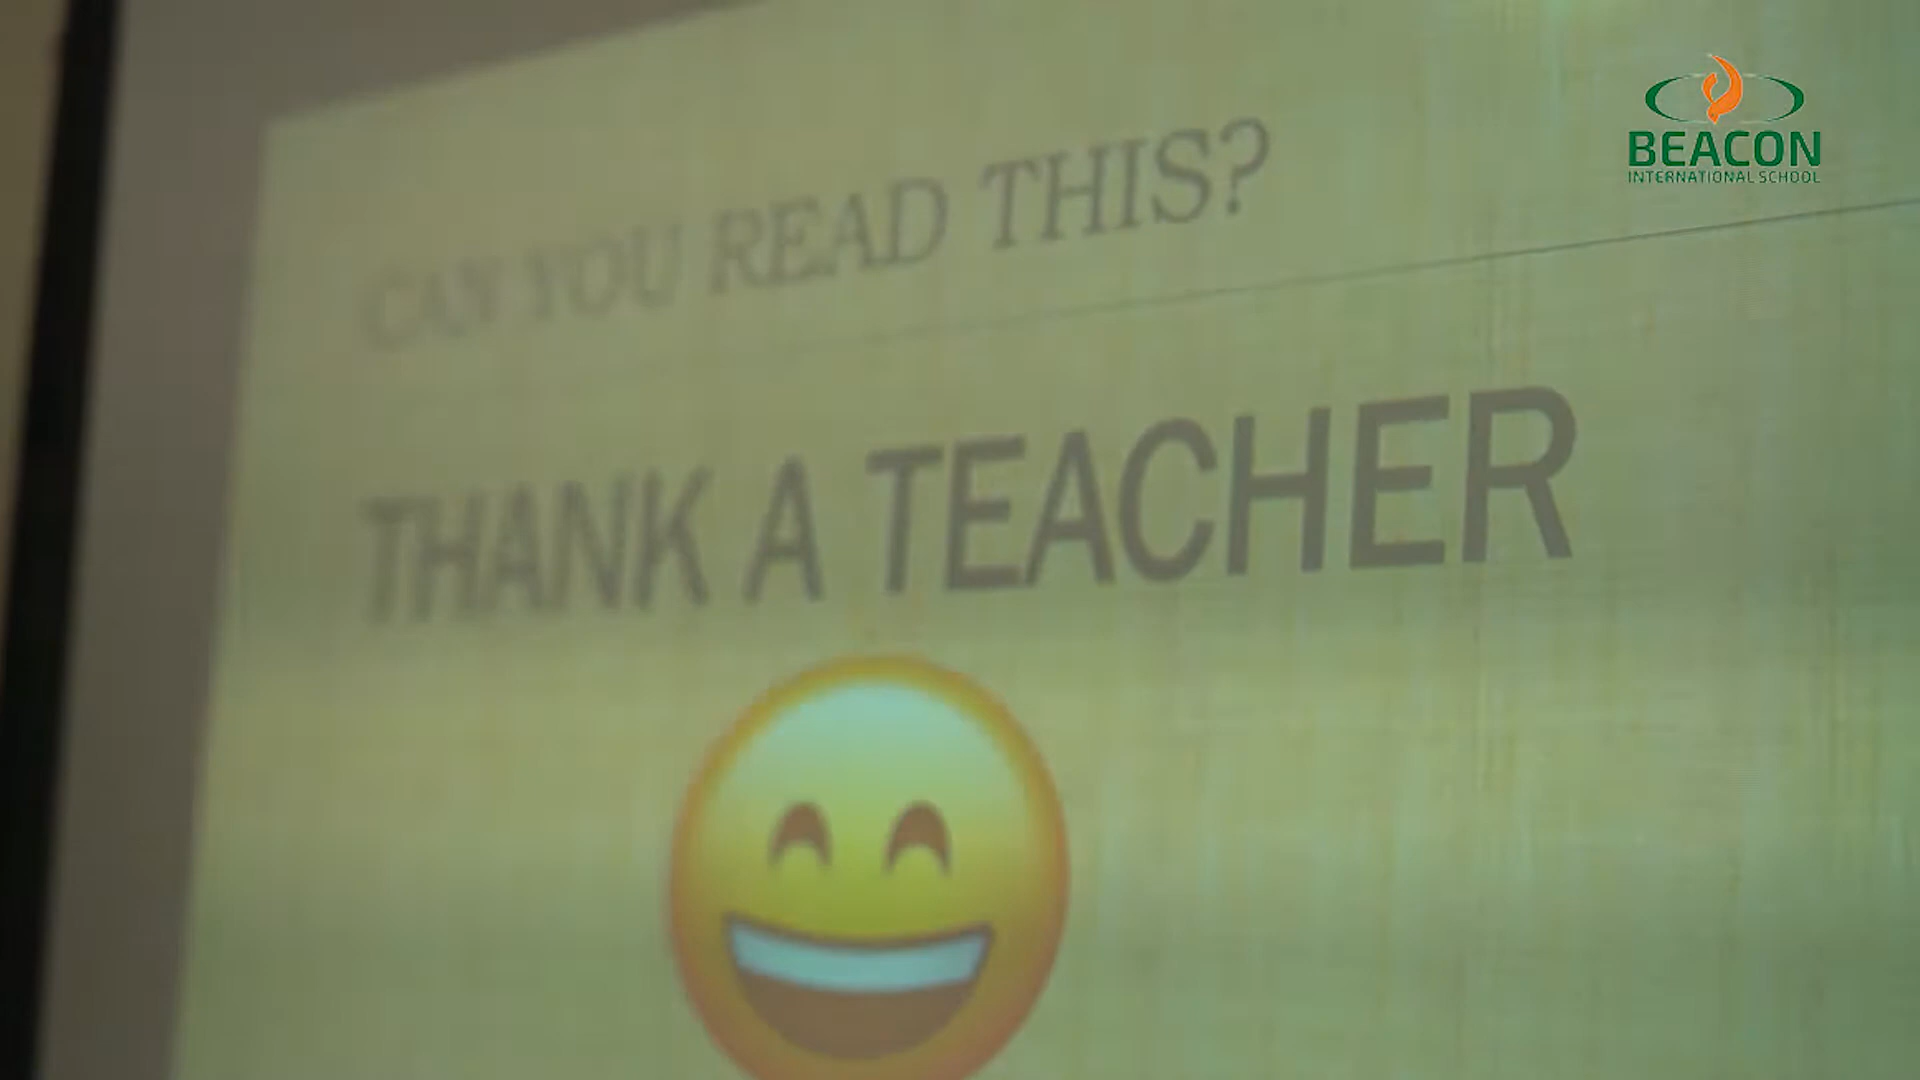 BEACON
INTERNATIONAL SCHOOL
CAN YOU READ THIS?
THANK A TEACHER